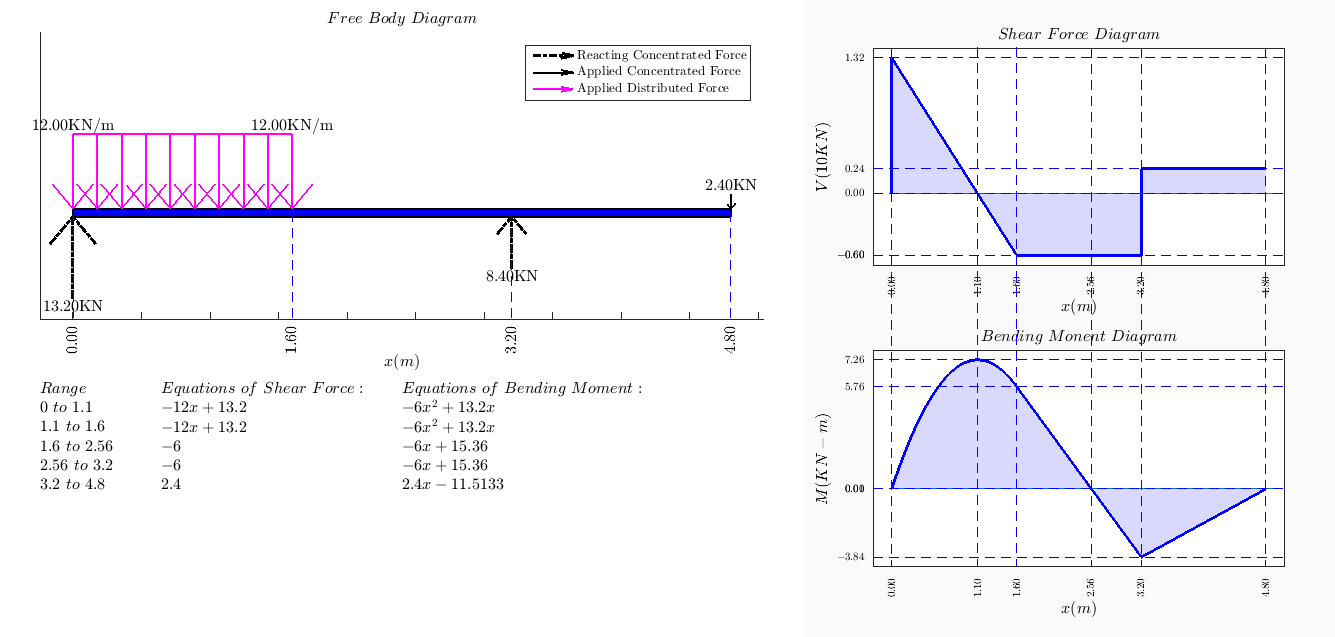 Free Body Diagram
Reacting Concentrated Force
Applied Concentrated Force
Applied Distributed Force
12.00KN/m 12.00KN/m
2.40KN
8.40KN
13.20KN
0.00 1.60 3.20 4.80
x(m)
Range Equations of Shear Force : Equations of Bending Moment :
0 to 1.1 −12x + 13.2 −6x² + 13.2x
1.1 to 1.6 −12x + 13.2 −6x² + 13.2x
1.6 to 2.56 −6 −6x + 15.36
2.56 to 3.2 −6 −6x + 15.36
3.2 to 4.8 2.4 2.4x − 11.5133
Shear Force Diagram
V(10KN)
1.32
0.24
0.00
−0.60
0.00 1.10 1.60 2.56 3.20 4.80
x(m)
Bending Monent Diagram
M(KN − m)
7.26
5.76
0.00
−3.84
0.00 1.10 1.60 2.56 3.20 4.80
x(m)